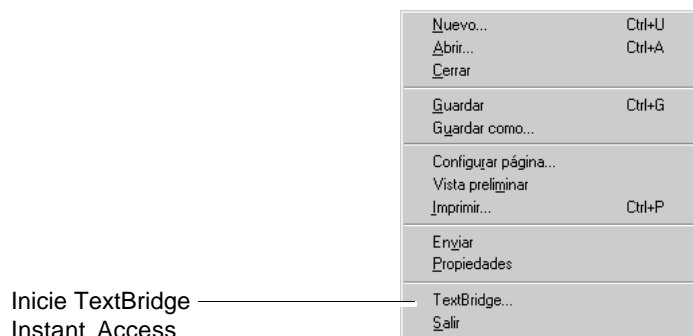 Nuevo... Ctrl+U
Abrir... Ctrl+A
Cerrar
Guardar Ctrl+G
Guardar como...
Configurar página...
Vista preliminar
Imprimir... Ctrl+P
Enviar
Propiedades
Inicie TextBridge
Instant Access
TextBridge...
Salir